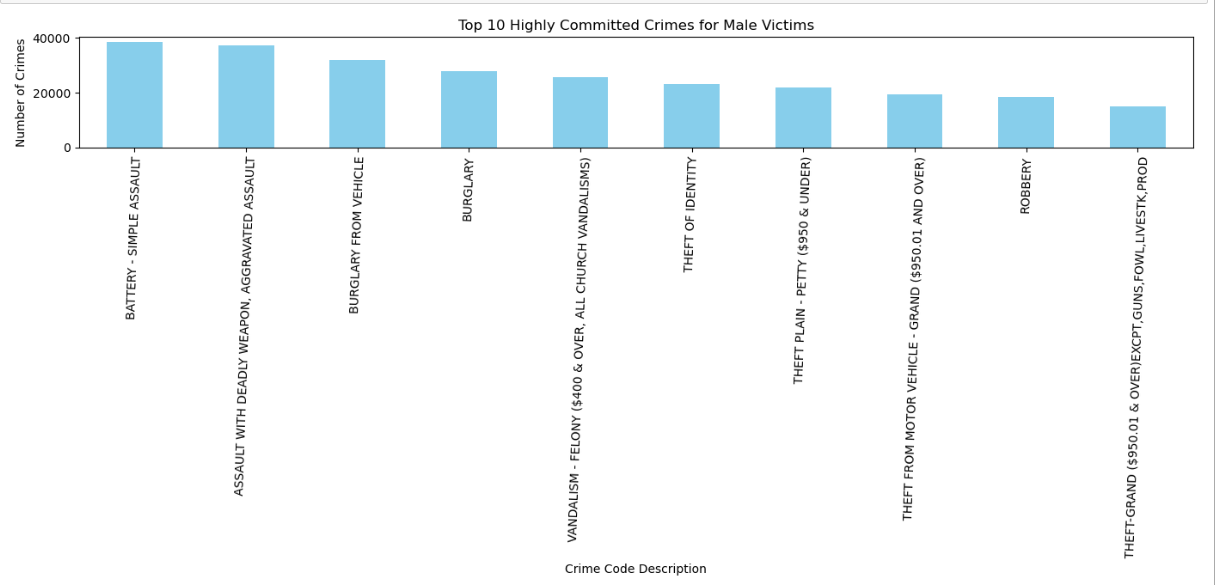 Top 10 Highly Committed Crimes for Male Victims
Number of Crimes
40000
20000
0
BATTERY - SIMPLE ASSAULT
ASSAULT WITH DEADLY WEAPON, AGGRAVATED ASSAULT
BURGLARY FROM VEHICLE
BURGLARY
VANDALISM - FELONY ($400 & OVER, ALL CHURCH VANDALISMS)
THEFT OF IDENTITY
THEFT PLAIN - PETTY ($950 & UNDER)
THEFT FROM MOTOR VEHICLE - GRAND ($950.01 AND OVER)
ROBBERY
THEFT-GRAND ($950.01 & OVER)EXCPT,GUNS,FOWL,LIVESTK,PROD
Crime Code Description